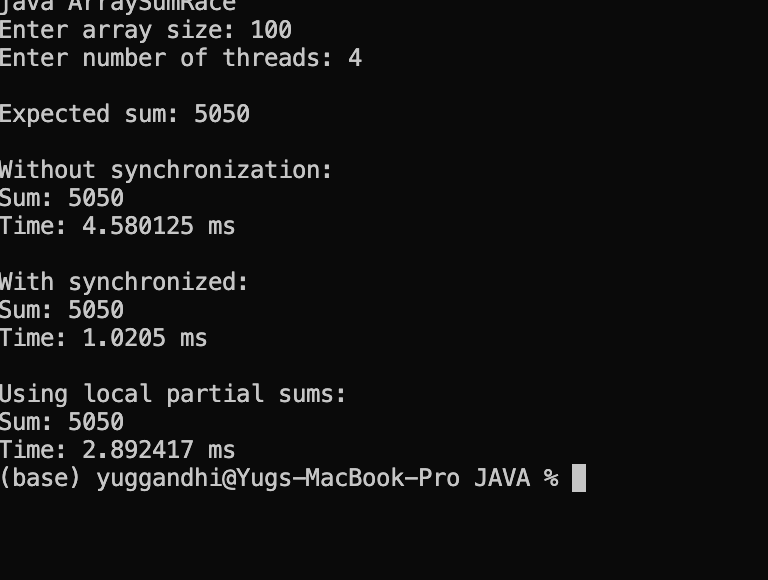 java ArraySumRace
Enter array size: 100
Enter number of threads: 4
Expected sum: 5050
Without synchronization:
Sum: 5050
Time: 4.580125 ms
With synchronized:
Sum: 5050
Time: 1.0205 ms
Using local partial sums:
Sum: 5050
Time: 2.892417 ms
(base) yuggandhi@Yugs-MacBook-Pro JAVA %